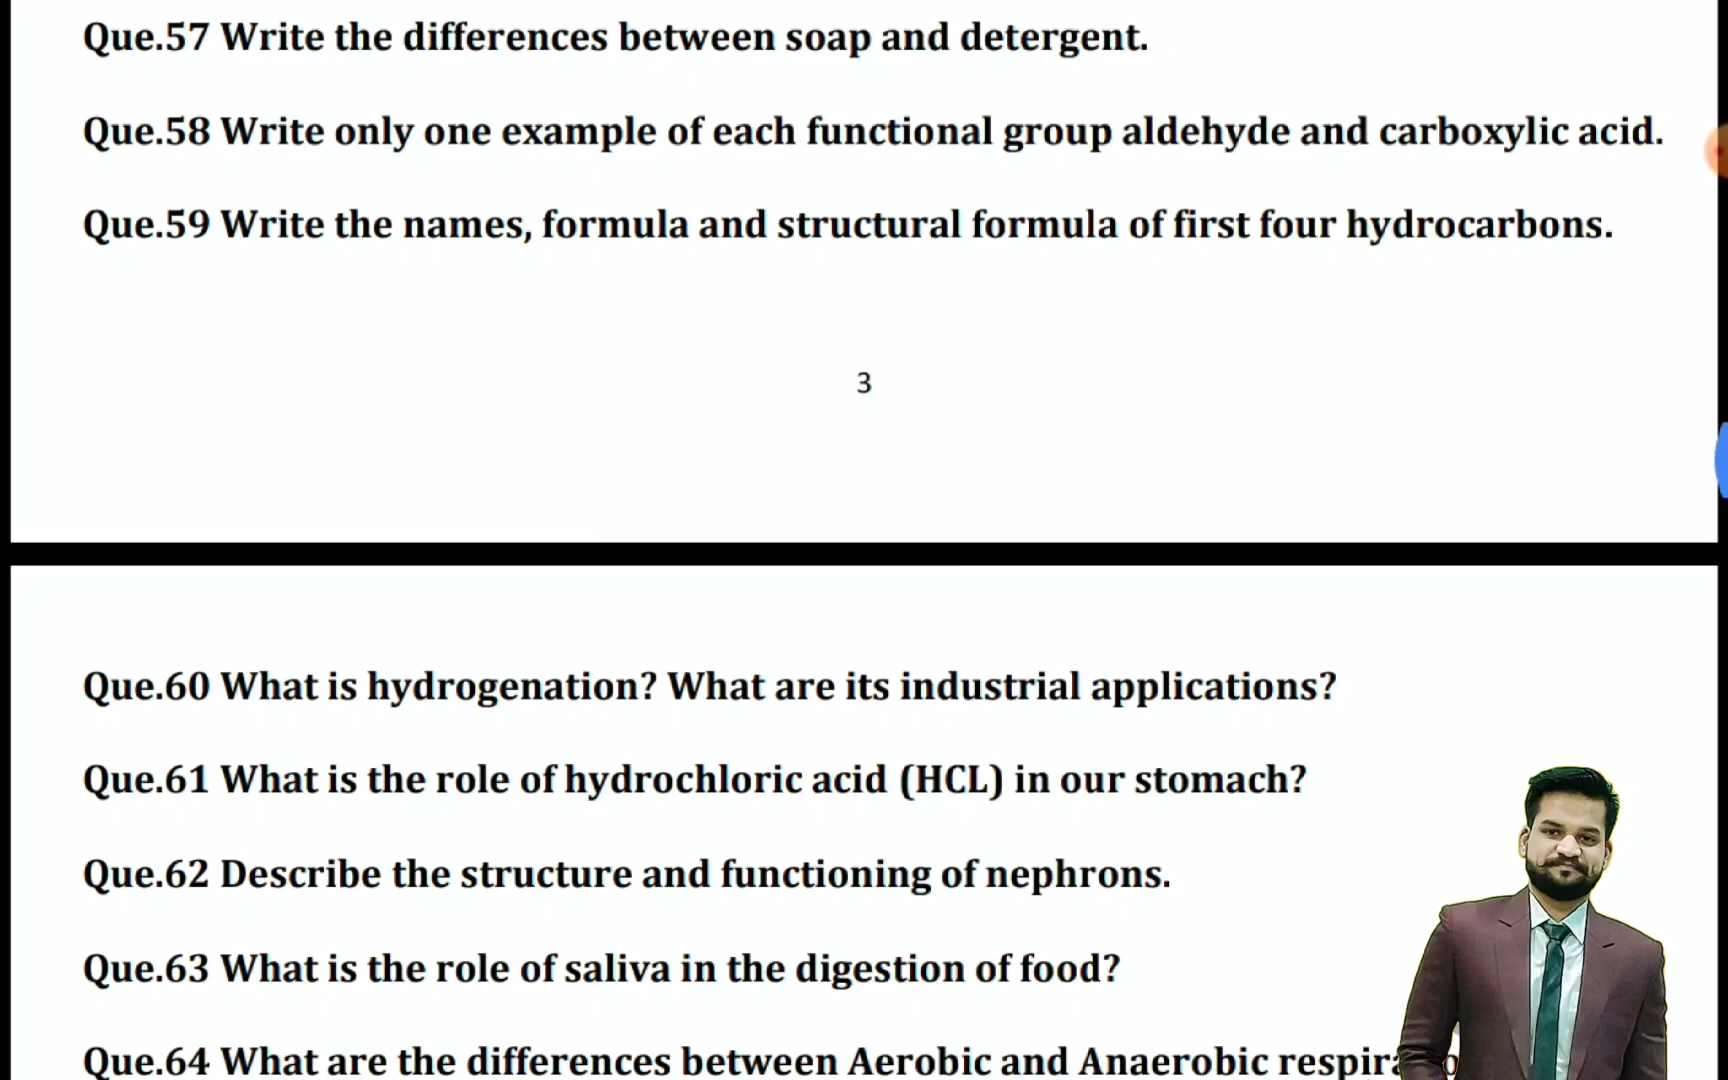 Que.57 Write the differences between soap and detergent.
Que.58 Write only one example of each functional group aldehyde and carboxylic acid.
Que.59 Write the names, formula and structural formula of first four hydrocarbons.
3
Que.60 What is hydrogenation? What are its industrial applications?
Que.61 What is the role of hydrochloric acid (HCL) in our stomach?
Que.62 Describe the structure and functioning of nephrons.
Que.63 What is the role of saliva in the digestion of food?
Que.64 What are the differences between Aerobic and Anaerobic